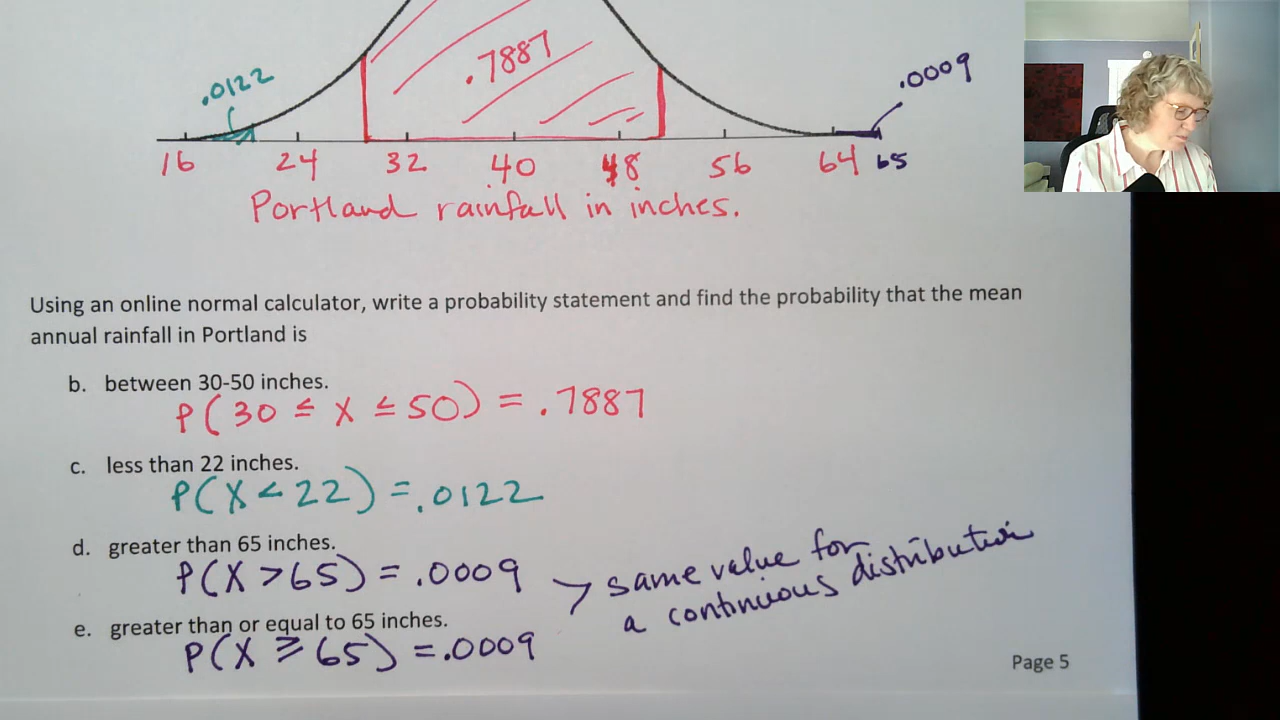 .0122
.7887
.0009
16 24 32 40 48 56 64 65
Portland rainfall in inches.
Using an online normal calculator, write a probability statement and find the probability that the mean
annual rainfall in Portland is
b. between 30-50 inches.
P(30 ≤ X ≤ 50) = .7887
c. less than 22 inches.
P(X < 22) = .0122
d. greater than 65 inches.
P(X > 65) = .0009 > same value for
a continuous distribution
e. greater than or equal to 65 inches.
P(X ≥ 65) = .0009
Page 5